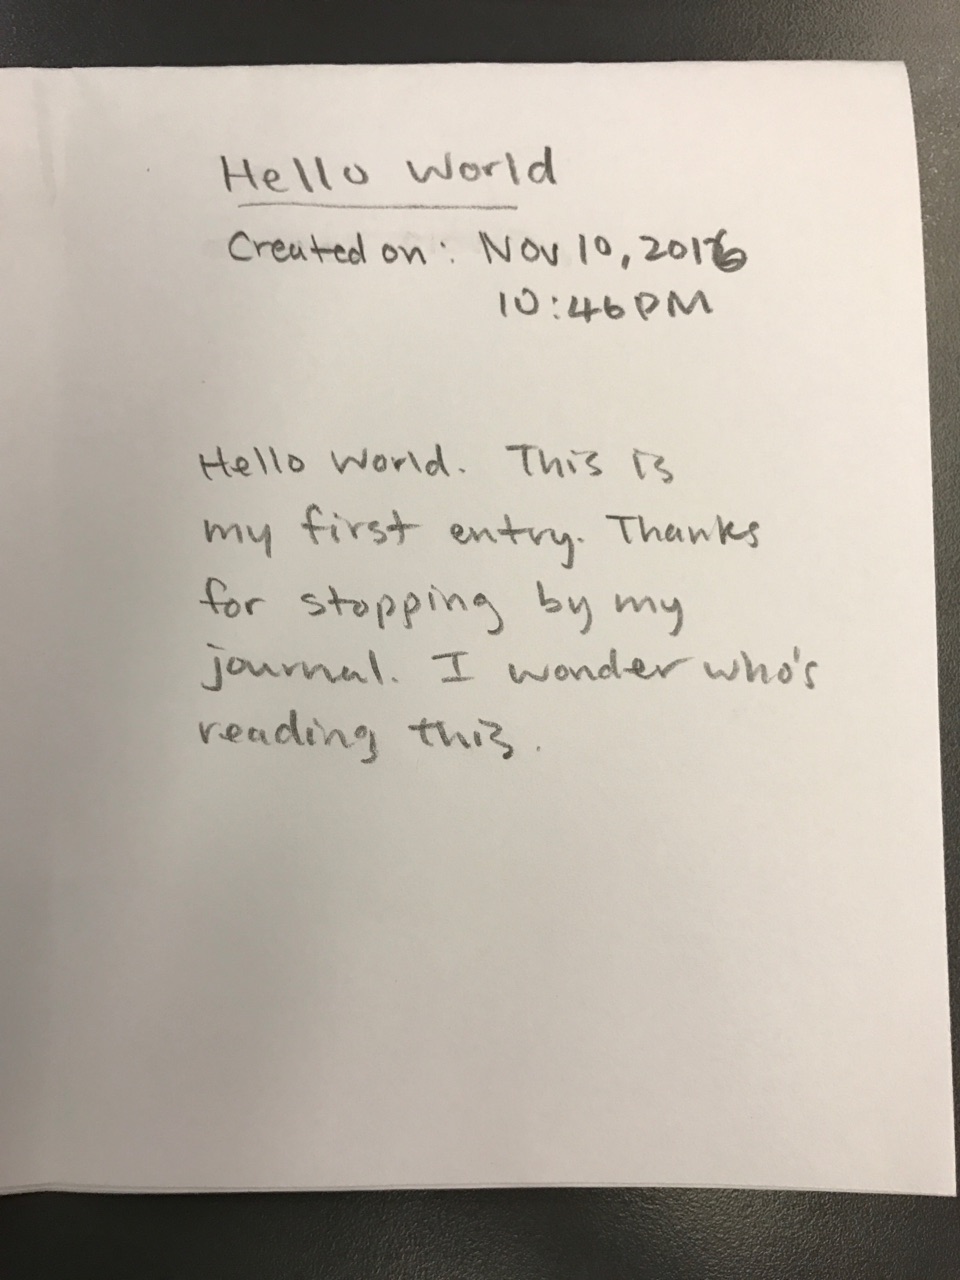 Hello World
Created on: Nov 10, 2016
10:46PM
Hello World. This is
my first entry. Thanks
for stopping by my
journal. I wonder who's
reading this.